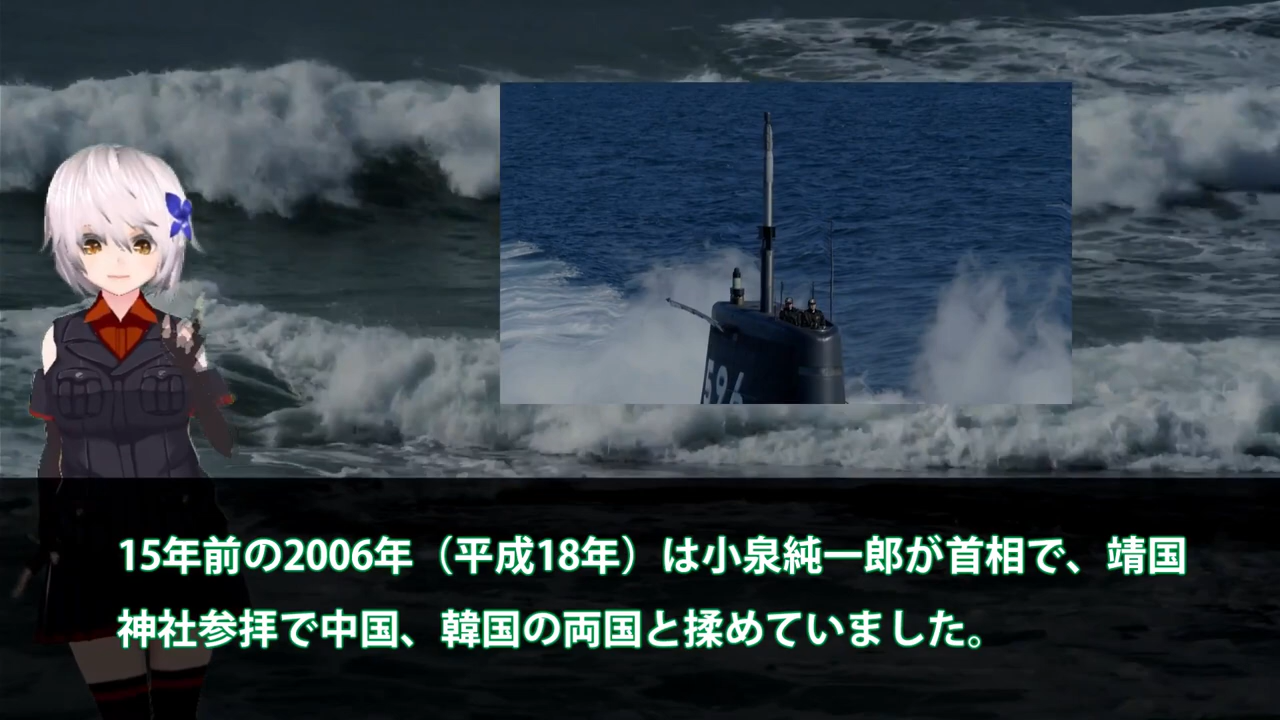 596
15年前の2006年（平成18年）は小泉純一郎が首相で、靖国
神社参拝で中国、韓国の両国と揉めていました。